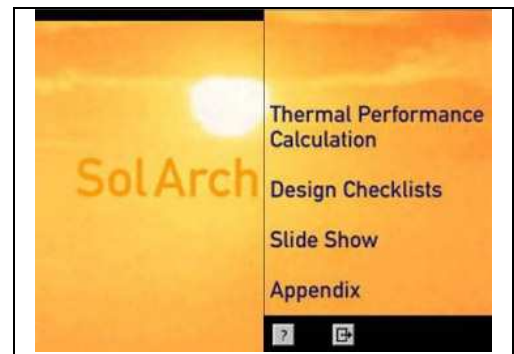 SolArch
Thermal Performance
Calculation
Design Checklists
Slide Show
Appendix
?